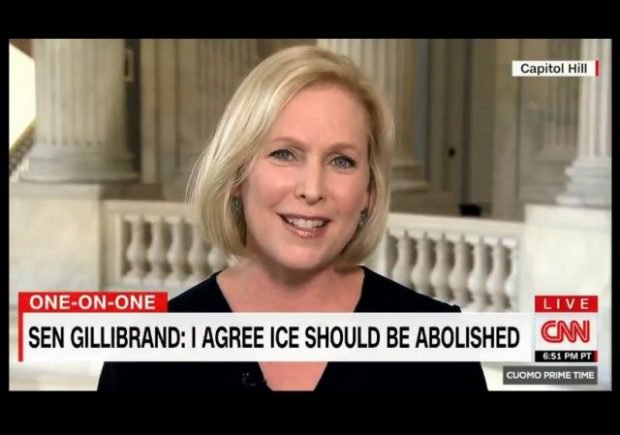 Capitol Hill
ONE-ON-ONE
LIVE
SEN GILLIBRAND: I AGREE ICE SHOULD BE ABOLISHED
CNN
6:51 PM PT
CUOMO PRIME TIME